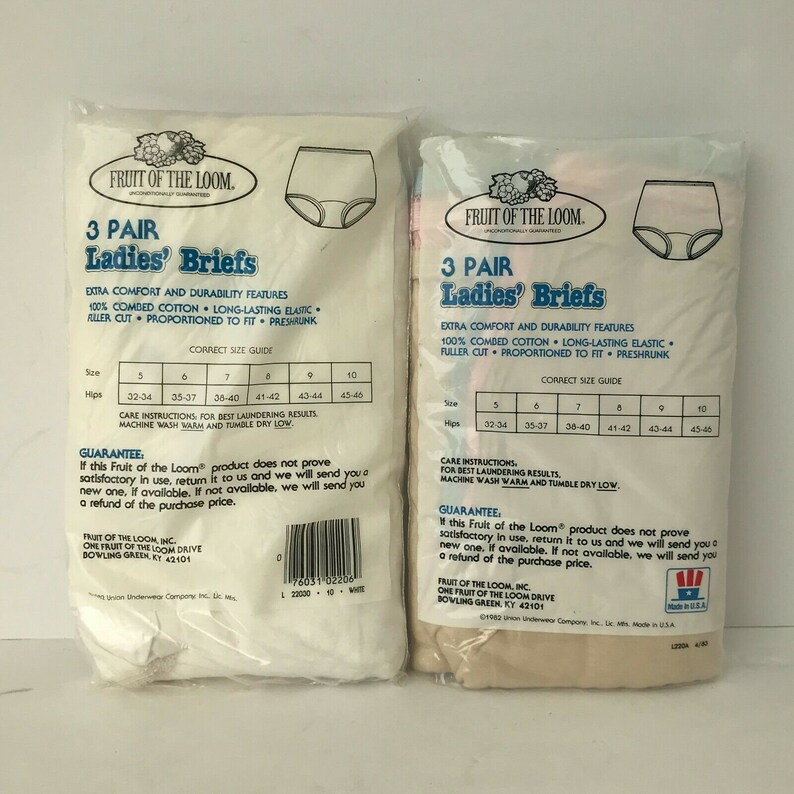 FRUIT OF THE LOOM®
UNCONDITIONALLY GUARANTEED
3 PAIR
Ladies' Briefs
EXTRA COMFORT AND DURABILITY FEATURES
100% COMBED COTTON • LONG-LASTING ELASTIC •
FULLER CUT • PROPORTIONED TO FIT • PRESHRUNK
CORRECT SIZE GUIDE
Size 5 6 7 8 9 10
Hips 32-34 35-37 38-40 41-42 43-44 45-46
CARE INSTRUCTIONS: FOR BEST LAUNDERING RESULTS,
MACHINE WASH WARM AND TUMBLE DRY LOW.
GUARANTEE:
If this Fruit of the Loom® product does not prove
satisfactory in use, return it to us and we will send you a
new one, if available. If not available, we will send you
a refund of the purchase price.
FRUIT OF THE LOOM, INC.
ONE FRUIT OF THE LOOM DRIVE
BOWLING GREEN, KY 42101
0 76031 02206
L 22030 • 10 • WHITE
Union Underwear Company, Inc., Lic. Mfrs.
FRUIT OF THE LOOM®
UNCONDITIONALLY GUARANTEED
3 PAIR
Ladies' Briefs
EXTRA COMFORT AND DURABILITY FEATURES
100% COMBED COTTON • LONG-LASTING ELASTIC •
FULLER CUT • PROPORTIONED TO FIT • PRESHRUNK
CORRECT SIZE GUIDE
Size 5 6 7 8 9 10
Hips 32-34 35-37 38-40 41-42 43-44 45-46
CARE INSTRUCTIONS:
FOR BEST LAUNDERING RESULTS,
MACHINE WASH WARM AND TUMBLE DRY LOW.
GUARANTEE:
If this Fruit of the Loom® product does not prove
satisfactory in use, return it to us and we will send you a
new one, if available. If not available, we will send you
a refund of the purchase price.
FRUIT OF THE LOOM, INC.
ONE FRUIT OF THE LOOM DRIVE
BOWLING GREEN, KY 42101
Made in U.S.A.
©1982 Union Underwear Company, Inc., Lic. Mfrs. Made in U.S.A.
L220A 4/83